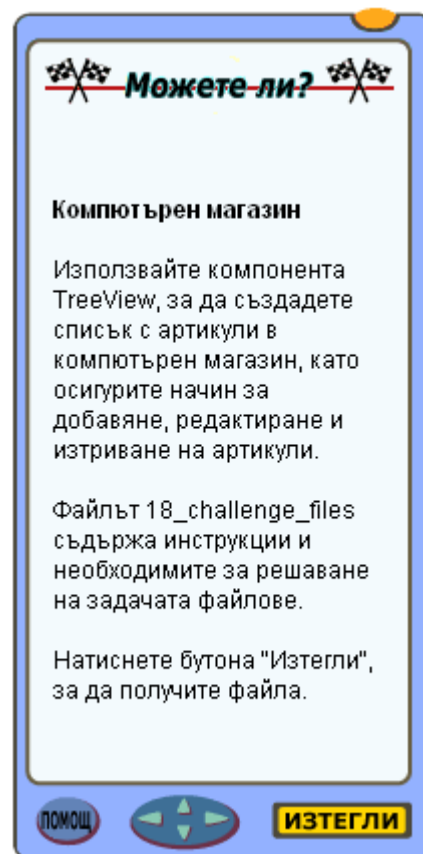 Можете ли?
Компютърен магазин
Използвайте компонента
TreeView, за да създадете
списък с артикули в
компютърен магазин, като
осигурите начин за
добавяне, редактиране и
изтриване на артикули.
Файлът 18_challenge_files
съдържа инструкции и
необходимите за решаване
на задачата файлове.
Натиснете бутона "Изтегли",
за да получите файла.
ПОМОЩ
ИЗТЕГЛИ